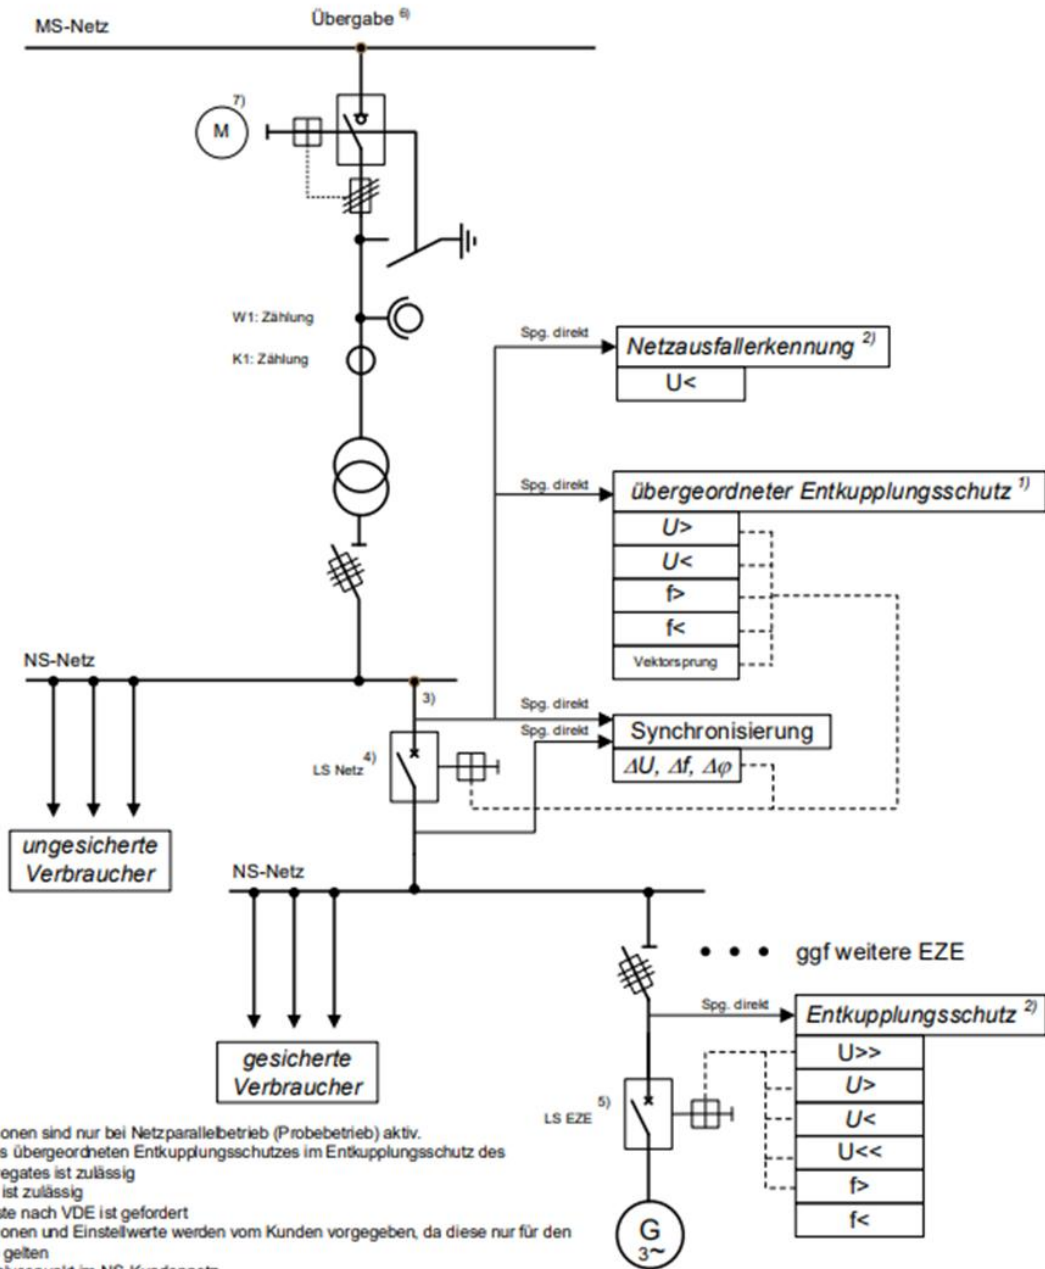 MS-Netz
Übergabe 6)
7)
M
W1: Zählung
K1: Zählung
Spg. direkt
Netzausfallerkennung 2)
U<
Spg. direkt
übergeordneter Entkupplungsschutz 1)
U>
U<
f>
f<
Vektorsprung
NS-Netz
3)
Spg. direkt
Spg. direkt
Synchronisierung
ΔU, Δf, Δφ
LS Netz 4)
ungesicherte
Verbraucher
NS-Netz
gesicherte
Verbraucher
ggf weitere EZE
Spg. direkt
Entkupplungsschutz 2)
U>>
U>
U<
U<<
f>
f<
LS EZE 5)
G
3~
onen sind nur bei Netzparallelbetrieb (Probebetrieb) aktiv.
s übergeordneten Entkupplungsschutzes im Entkupplungsschutz des
egates ist zulässig
ist zulässig
ste nach VDE ist gefordert
onen und Einstellwerte werden vom Kunden vorgegeben, da diese nur für den
gelten